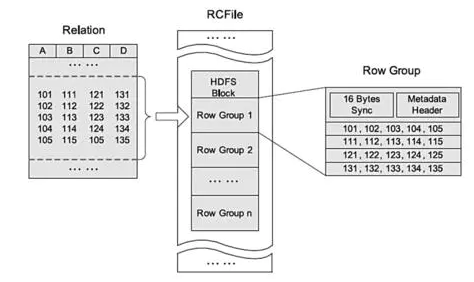 Relation
A B C D
... ...
101 111 121 131
102 112 122 132
103 113 123 133
104 114 124 134
105 115 105 135
... ...
RCFile
... ...
HDFS
Block
Row Group 1
Row Group 2
... ...
Row Group n
... ...
Row Group
16 Bytes
Sync
Metadata
Header
101, 102, 103, 104, 105
111, 112, 113, 114, 115
121, 122, 123, 124, 125
131, 132, 133, 134, 135